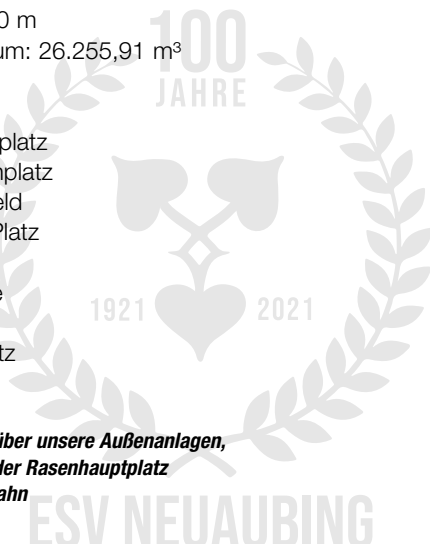 0 m
um: 26.255,91 m³
100
JAHRE
platz
nplatz
eld
Platz
e
1921 2021
tz
über unsere Außenanlagen,
der Rasenhauptplatz
ahn
ESV NEUAUBING